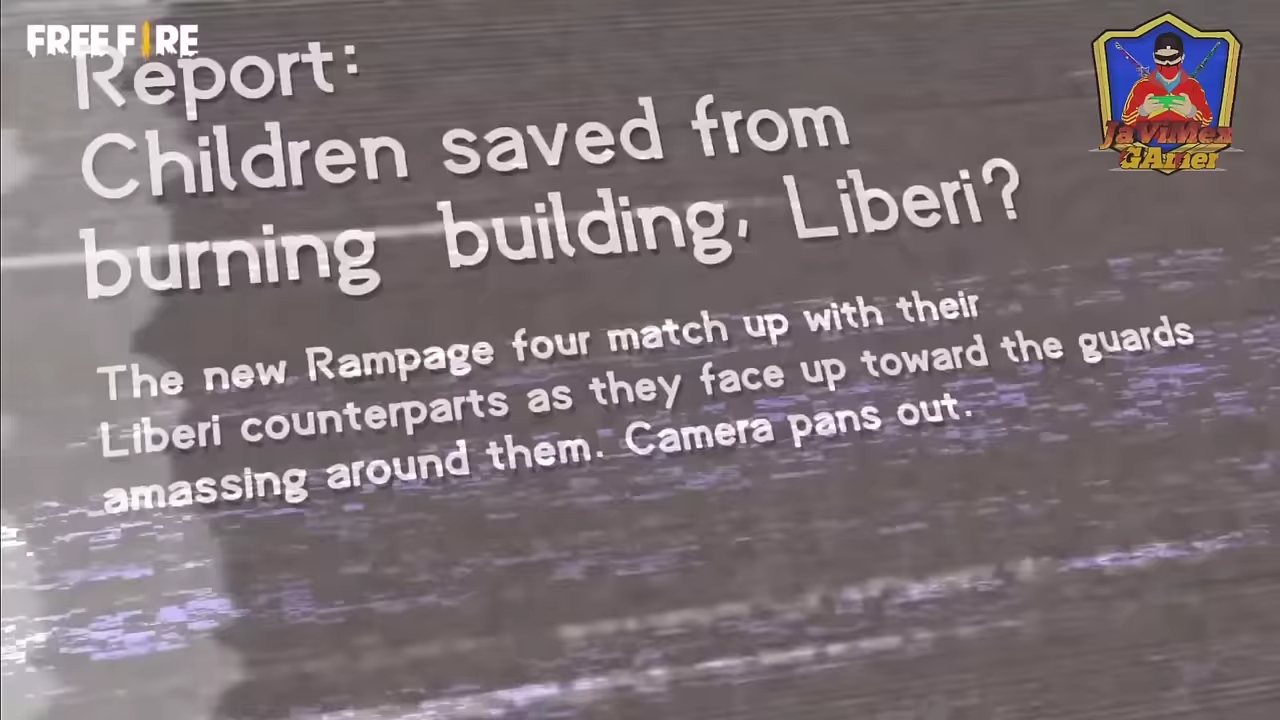 FREE FIRE
Report:
Children saved from
burning building, Liberi?
The new Rampage four match up with their
Liberi counterparts as they face up toward the guards
amassing around them. Camera pans out.
JaViMex
GAmer